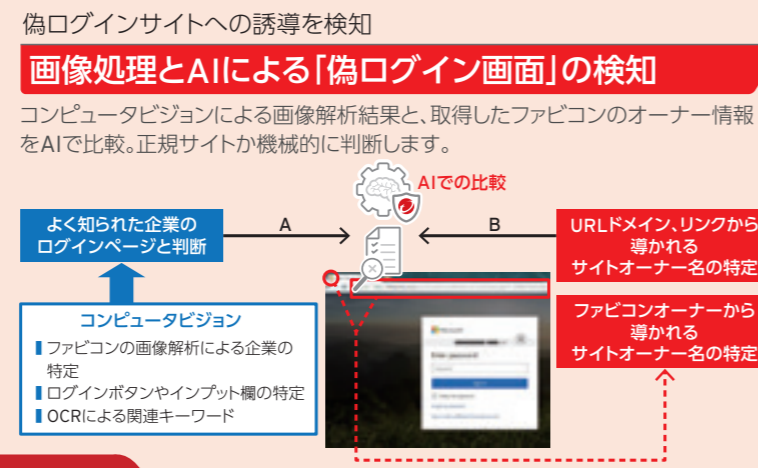 偽ログインサイトへの誘導を検知
画像処理とAIによる「偽ログイン画面」の検知
コンピュータビジョンによる画像解析結果と、取得したファビコンのオーナー情報
をAIで比較。正規サイトか機械的に判断します。
AIでの比較
よく知られた企業の
ログインページと判断
A
B
URLドメイン、リンクから
導かれる
サイトオーナー名の特定
コンピュータビジョン
ファビコンの画像解析による企業の
特定
ログインボタンやインプット欄の特定
OCRによる関連キーワード
ファビコンオーナーから
導かれる
サイトオーナー名の特定
Microsoft
Enter password